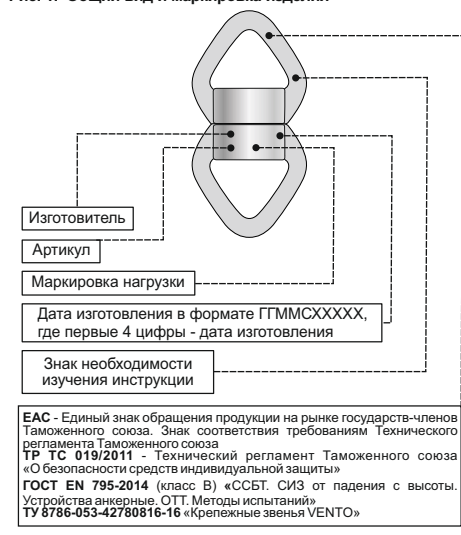 Рис. 1. Общий вид и маркировка изделия
Изготовитель
Артикул
Маркировка нагрузки
Дата изготовления в формате ГГММСХХХХХ,
где первые 4 цифры - дата изготовления
Знак необходимости
изучения инструкции
ЕАС - Единый знак обращения продукции на рынке государств-членов
Таможенного союза. Знак соответствия требованиям Технического
регламента Таможенного союза
ТР ТС 019/2011 - Технический регламент Таможенного союза
«О безопасности средств индивидуальной защиты»
ГОСТ EN 795-2014 (класс В) «ССБТ. СИЗ от падения с высоты.
Устройства анкерные. ОТТ. Методы испытаний»
ТУ 8786-053-42780816-16 «Крепежные звенья VENTO»